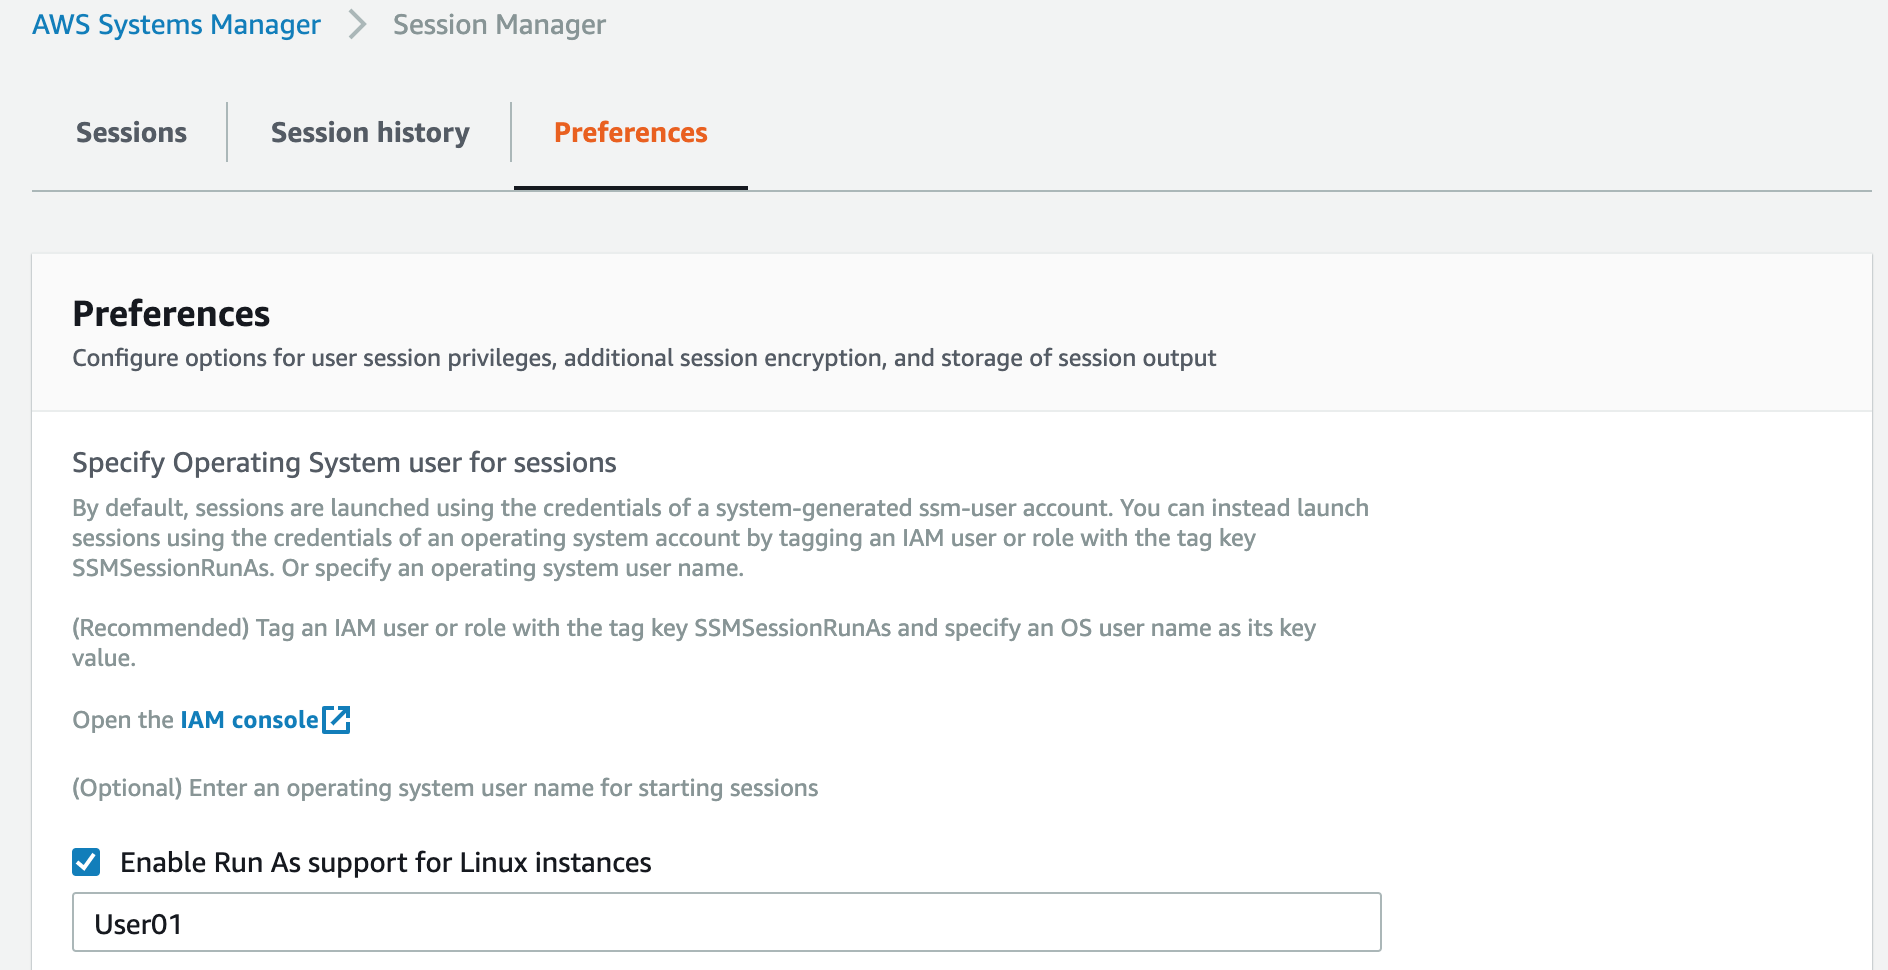 AWS Systems Manager Session Manager
Sessions Session history Preferences
Preferences
Configure options for user session privileges, additional session encryption, and storage of session output
Specify Operating System user for sessions
By default, sessions are launched using the credentials of a system-generated ssm-user account. You can instead launch
sessions using the credentials of an operating system account by tagging an IAM user or role with the tag key
SSMSessionRunAs. Or specify an operating system user name.
(Recommended) Tag an IAM user or role with the tag key SSMSessionRunAs and specify an OS user name as its key
value.
Open the IAM console
(Optional) Enter an operating system user name for starting sessions
Enable Run As support for Linux instances
User01